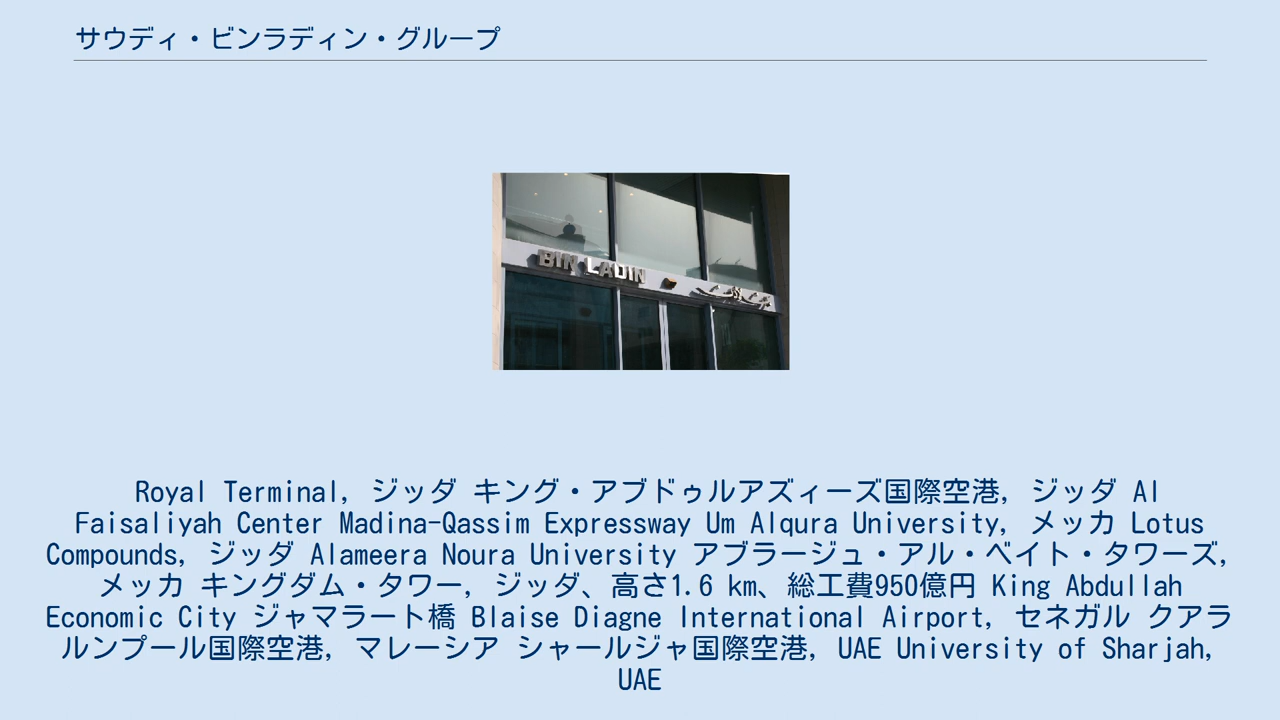 サウディ・ビンラディン・グループ
BIN LADIN
Royal Terminal, ジッダ キング・アブドゥルアズィーズ国際空港, ジッダ Al
Faisaliyah Center Madina-Qassim Expressway Um Alqura University, メッカ Lotus
Compounds, ジッダ Alameera Noura University アブラージュ・アル・ベイト・タワーズ,
メッカ キングダム・タワー, ジッダ、高さ1.6 km、総工費950億円 King Abdullah
Economic City ジャマラート橋 Blaise Diagne International Airport, セネガル クアラ
ルンプール国際空港, マレーシア シャールジャ国際空港, UAE University of Sharjah,
UAE